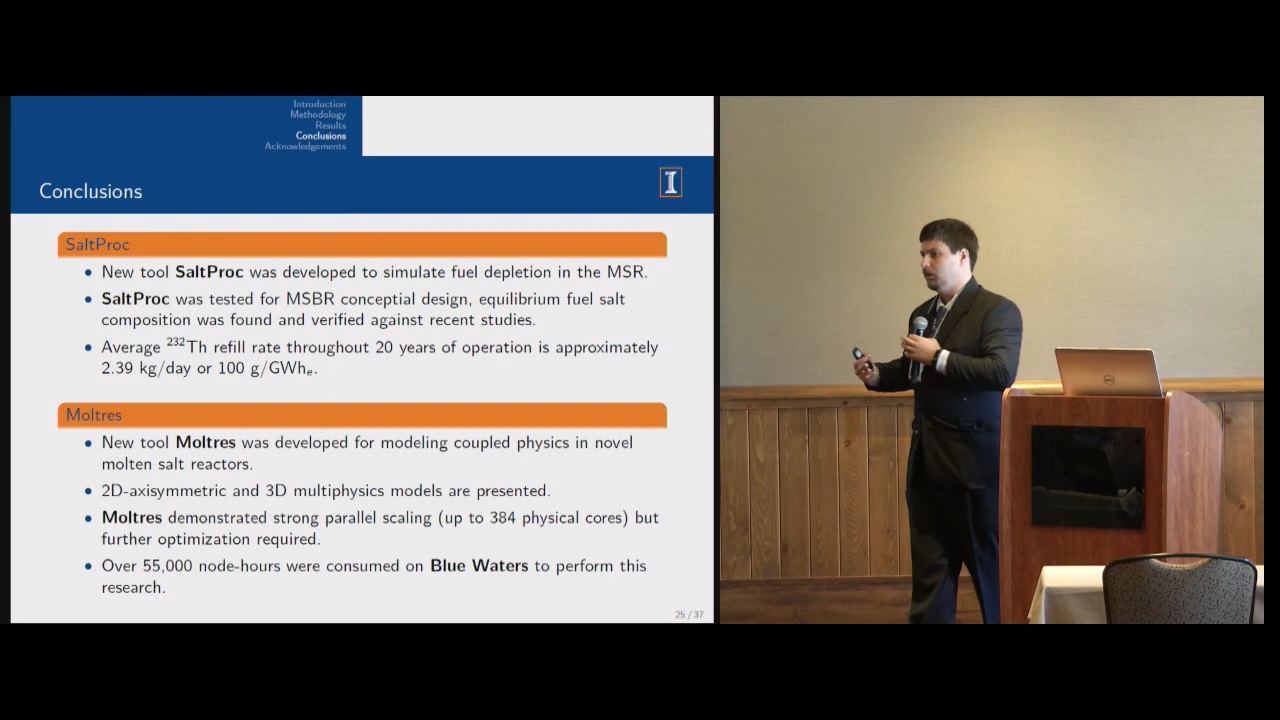 Introduction
Methodology
Results
Conclusions
Acknowledgements
Conclusions
I
SaltProc
• New tool SaltProc was developed to simulate fuel depletion in the MSR.
• SaltProc was tested for MSBR conceptial design, equilibrium fuel salt
composition was found and verified against recent studies.
• Average ²³²Th refill rate throughout 20 years of operation is approximately
2.39 kg/day or 100 g/GWhₑ.
Moltres
• New tool Moltres was developed for modeling coupled physics in novel
molten salt reactors.
• 2D-axisymmetric and 3D multiphysics models are presented.
• Moltres demonstrated strong parallel scaling (up to 384 physical cores) but
further optimization required.
• Over 55,000 node-hours were consumed on Blue Waters to perform this
research.
25 / 37
DELL